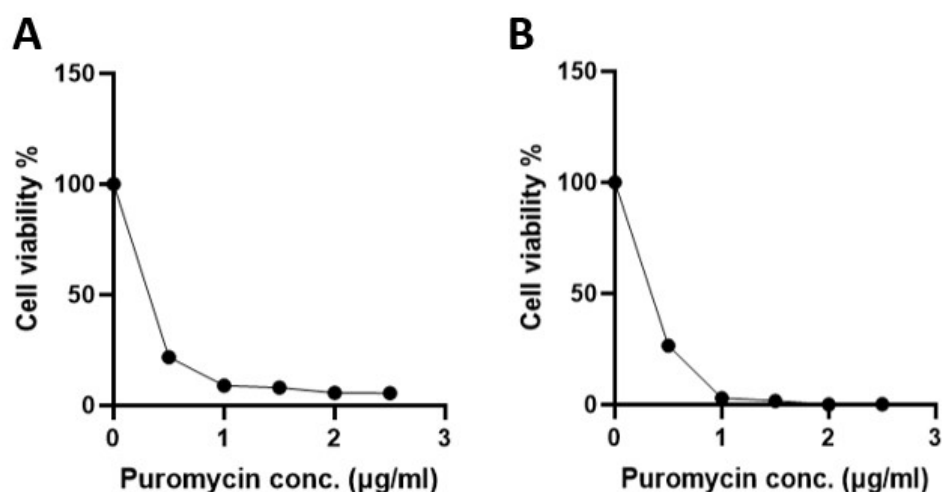 A
150
100
50
0
0 1 2 3
Cell viability %
Puromycin conc. (µg/ml)
B
150
100
50
0
0 1 2 3
Cell viability %
Puromycin conc. (µg/ml)